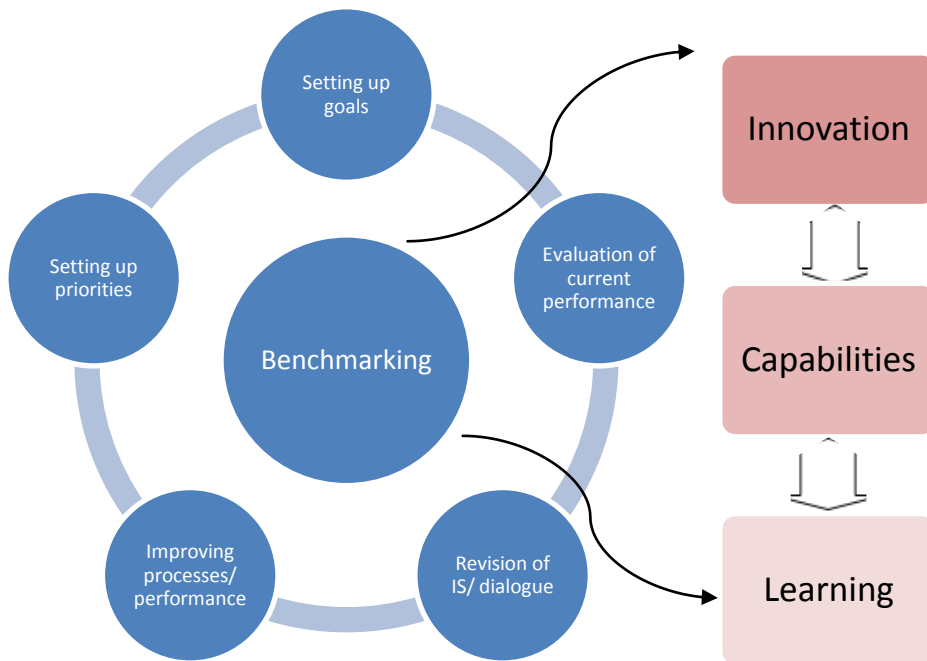 Setting up
goals
Evaluation of
current
performance
Revision of
IS/ dialogue
Improving
processes/
performance
Setting up
priorities
Benchmarking
Innovation
Capabilities
Learning